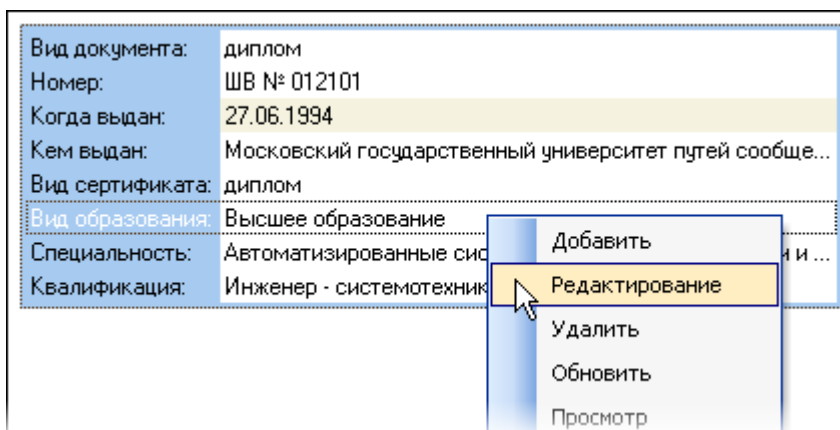 Вид документа: диплом
Номер: ШВ № 012101
Когда выдан: 27.06.1994
Кем выдан: Московский государственный университет путей сообще...
Вид сертификата: диплом
Вид образования: Высшее образование
Добавить
Специальность: Автоматизированные сис и ...
Квалификация: Инженер - системотехник
Редактирование
Удалить
Обновить
Просмотр